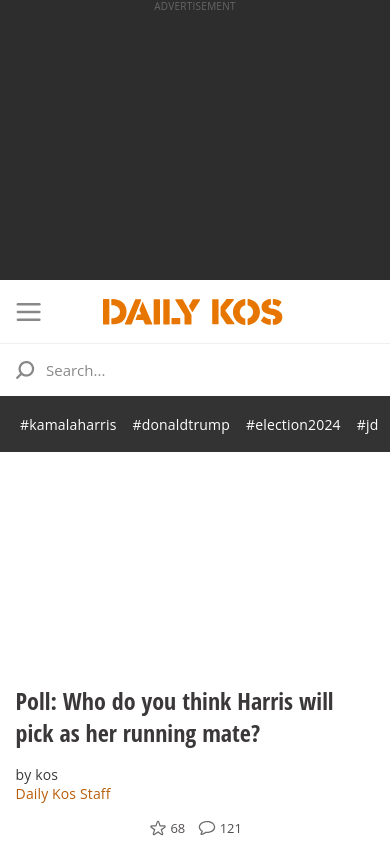 ADVERTISEMENT
DAILY KOS
Search...
#kamalaharris #donaldtrump #election2024 #jd
Poll: Who do you think Harris will
pick as her running mate?
by kos
Daily Kos Staff
68 121